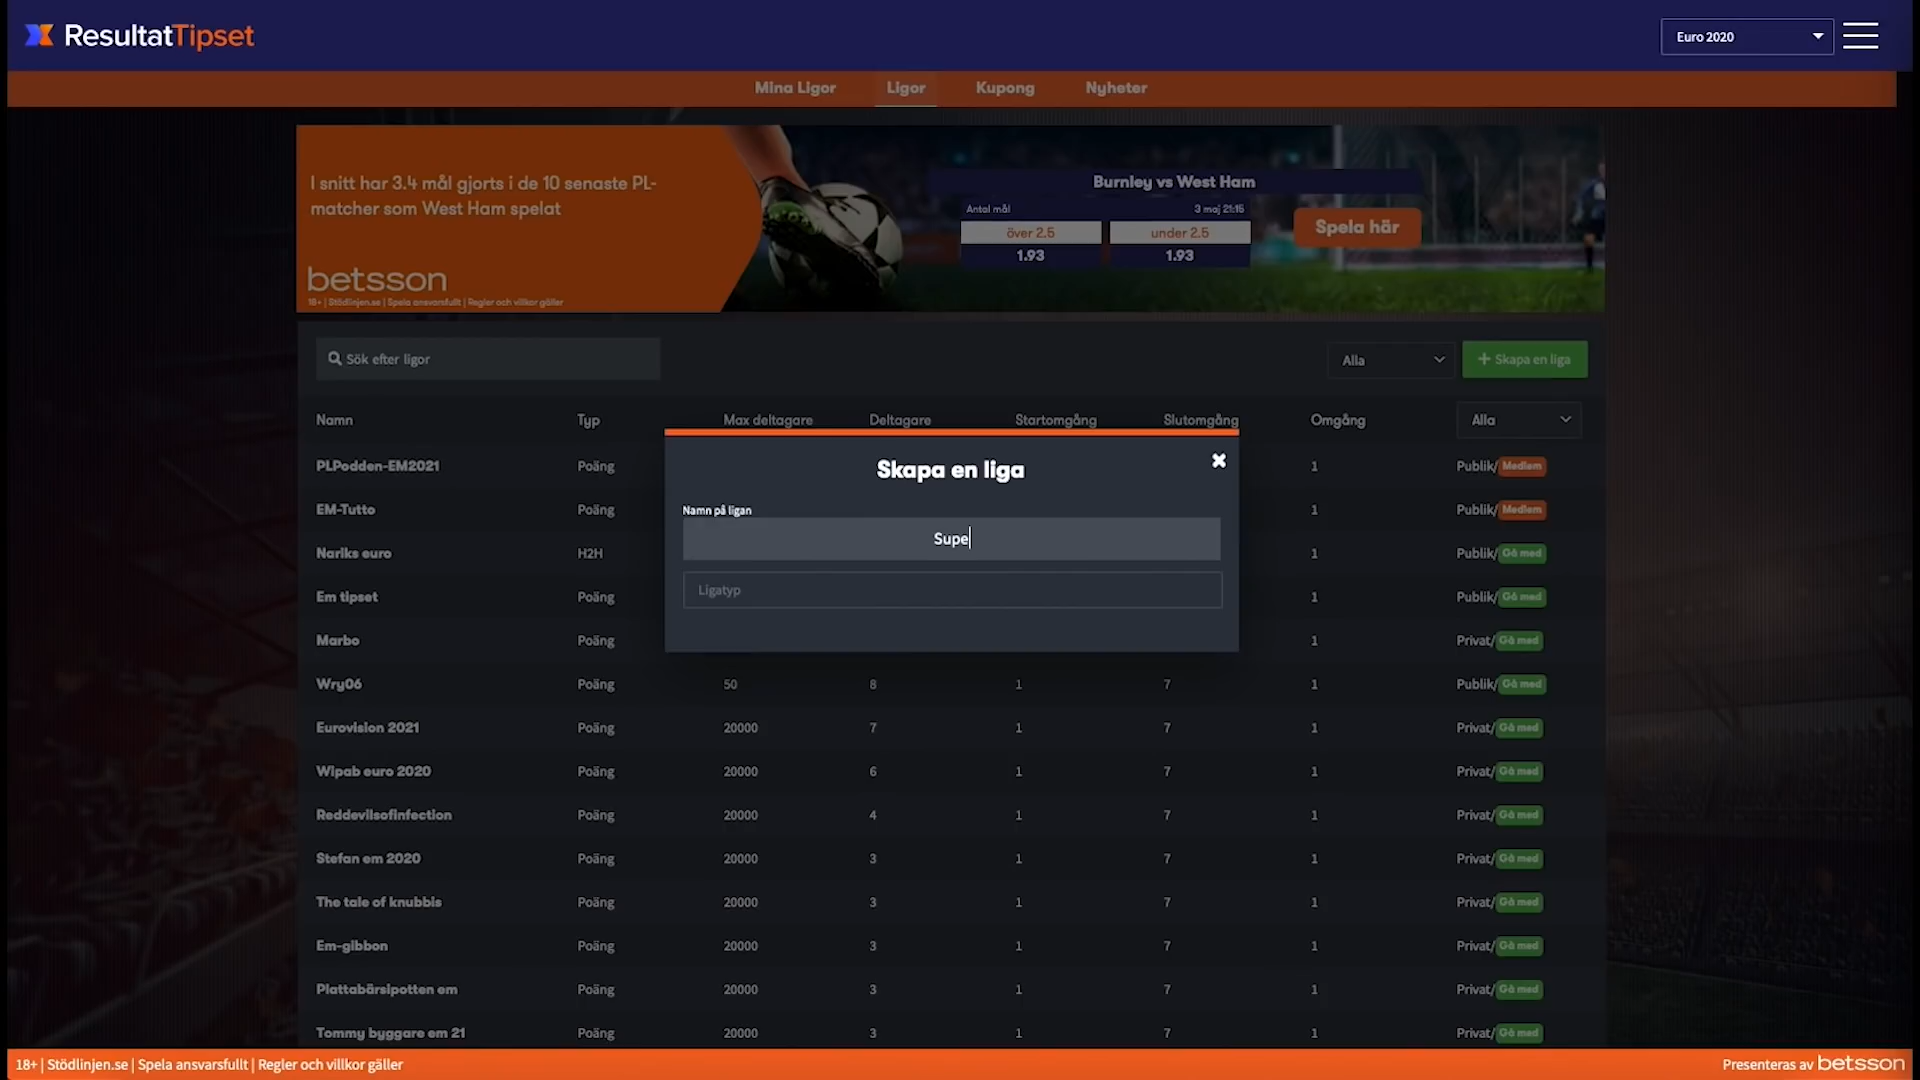 ResultatTipset
Euro 2020
Mina Ligor Ligor Kupong Nyheter
I snitt har 3.4 mål gjorts i de 10 senaste PL-
matcher som West Ham spelat
betsson
18+ | Stödlinjen.se | Spela ansvarsfullt | Regler och villkor gäller
Burnley vs West Ham
Antal mål 3 maj 21:15
över 2.5 under 2.5
1.93 1.93
Spela här
Sök efter ligor
Alla
+ Skapa en liga
Namn Typ Max deltagare Deltagare Startomgång Slutomgång Omgång Alla
Skapa en liga
Namn på ligan
Supe
Ligatyp
PLPodden-EM2021 Poäng 1 Publik/ Medlem
EM-Tutto Poäng 1 Publik/ Medlem
Nariks euro H2H 1 Publik/ Gå med
Em tipset Poäng 1 Publik/ Gå med
Marbo Poäng 1 Privat/ Gå med
Wry06 Poäng 50 8 1 7 1 Publik/ Gå med
Eurovision 2021 Poäng 20000 7 1 7 1 Privat/ Gå med
Wipab euro 2020 Poäng 20000 6 1 7 1 Privat/ Gå med
Reddevilsofinfection Poäng 20000 4 1 7 1 Privat/ Gå med
Stefan em 2020 Poäng 20000 3 1 7 1 Privat/ Gå med
The tale of knubbis Poäng 20000 3 1 7 1 Privat/ Gå med
Em-gibbon Poäng 20000 3 1 7 1 Privat/ Gå med
Plattabärsipotten em Poäng 20000 3 1 7 1 Privat/ Gå med
Tommy byggare em 21 Poäng 20000 3 1 7 1 Privat/ Gå med
18+ | Stödlinjen.se | Spela ansvarsfullt | Regler och villkor gäller
Presenteras av betsson